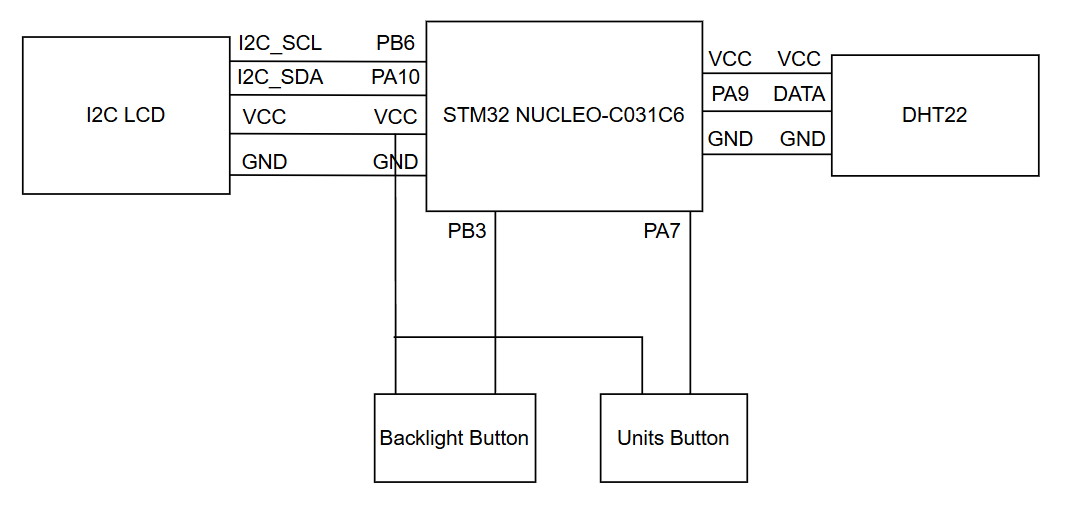 I2C_SCL PB6
I2C_SDA PA10
VCC VCC
GND GND
I2C LCD
STM32 NUCLEO-C031C6
VCC VCC
PA9 DATA
GND GND
DHT22
PB3 PA7
Backlight Button
Units Button